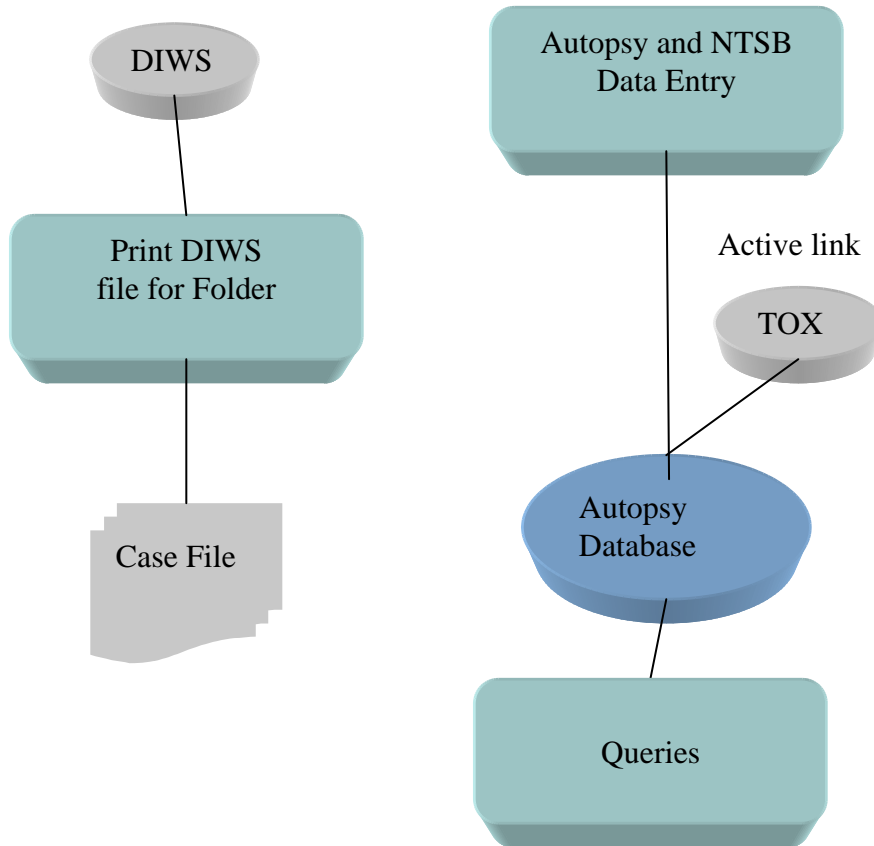 DIWS
Print DIWS
file for Folder
Case File
Autopsy and NTSB
Data Entry
Active link
TOX
Autopsy
Database
Queries